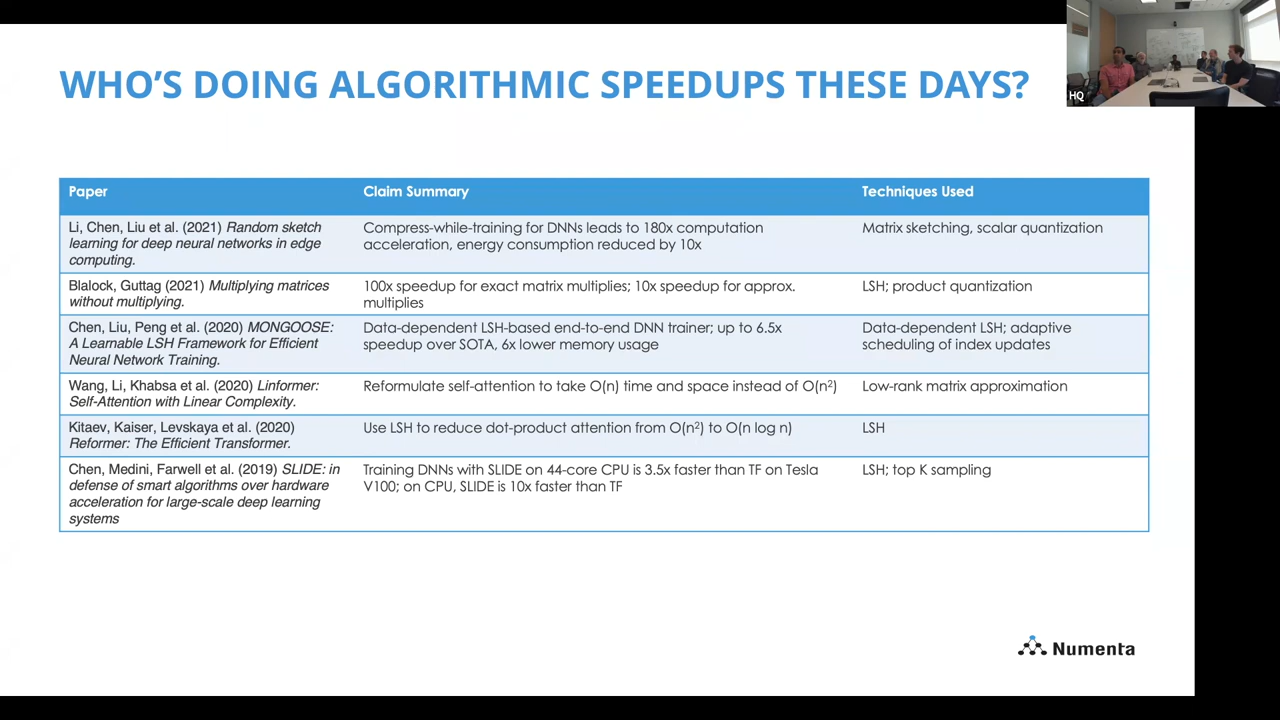 WHO'S DOING ALGORITHMIC SPEEDUPS THESE DAYS?
HQ
Paper
Claim Summary
Techniques Used
Li, Chen, Liu et al. (2021) Random sketch
learning for deep neural networks in edge
computing.
Compress-while-training for DNNs leads to 180x computation
acceleration, energy consumption reduced by 10x
Matrix sketching, scalar quantization
Blalock, Guttag (2021) Multiplying matrices
without multiplying.
100x speedup for exact matrix multiplies; 10x speedup for approx.
multiplies
LSH; product quantization
Chen, Liu, Peng et al. (2020) MONGOOSE:
A Learnable LSH Framework for Efficient
Neural Network Training.
Data-dependent LSH-based end-to-end DNN trainer; up to 6.5x
speedup over SOTA, 6x lower memory usage
Data-dependent LSH; adaptive
scheduling of index updates
Wang, Li, Khabsa et al. (2020) Linformer:
Self-Attention with Linear Complexity.
Reformulate self-attention to take O(n) time and space instead of O(n²)
Low-rank matrix approximation
Kitaev, Kaiser, Levskaya et al. (2020)
Reformer: The Efficient Transformer.
Use LSH to reduce dot-product attention from O(n²) to O(n log n)
LSH
Chen, Medini, Farwell et al. (2019) SLIDE: in
defense of smart algorithms over hardware
acceleration for large-scale deep learning
systems
Training DNNs with SLIDE on 44-core CPU is 3.5x faster than TF on Tesla
V100; on CPU, SLIDE is 10x faster than TF
LSH; top K sampling
Numenta